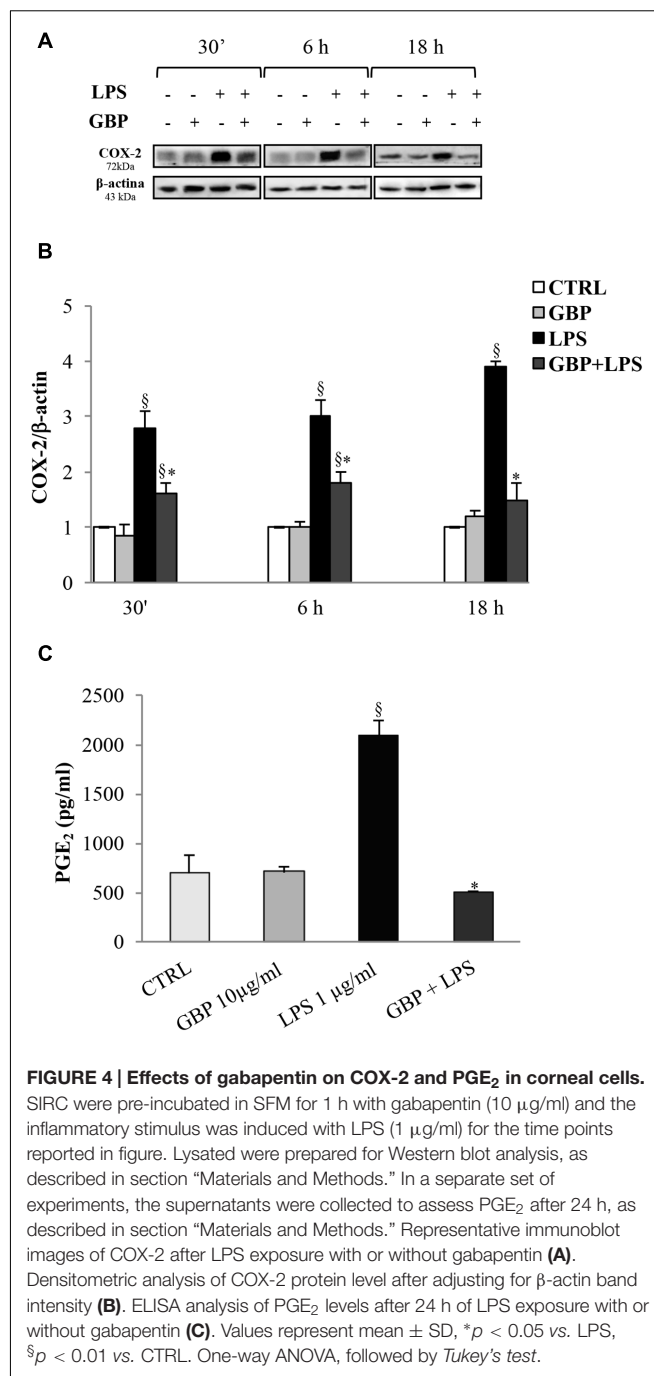 A
30' 6 h 18 h
LPS - - + + - - + + - - + +
GBP - + - + - + - + - + - +
COX-2
72kDa
β-actina
43 kDa
B
CTRL
GBP
LPS
GBP+LPS
COX-2/β-actin
5
4
3
2
1
0
§ §* § §* § *
30' 6 h 18 h
C
PGE₂ (pg/ml)
2500
2000
1500
1000
500
0
§ *
CTRL GBP 10μg/ml LPS 1 μg/ml GBP + LPS
FIGURE 4 | Effects of gabapentin on COX-2 and PGE₂ in corneal cells.
SIRC were pre-incubated in SFM for 1 h with gabapentin (10 μg/ml) and the
inflammatory stimulus was induced with LPS (1 μg/ml) for the time points
reported in figure. Lysated were prepared for Western blot analysis, as
described in section “Materials and Methods.” In a separate set of
experiments, the supernatants were collected to assess PGE₂ after 24 h, as
described in section “Materials and Methods.” Representative immunoblot
images of COX-2 after LPS exposure with or without gabapentin (A).
Densitometric analysis of COX-2 protein level after adjusting for β-actin band
intensity (B). ELISA analysis of PGE₂ levels after 24 h of LPS exposure with or
without gabapentin (C). Values represent mean ± SD, *p < 0.05 vs. LPS,
§p < 0.01 vs. CTRL. One-way ANOVA, followed by Tukey's test.